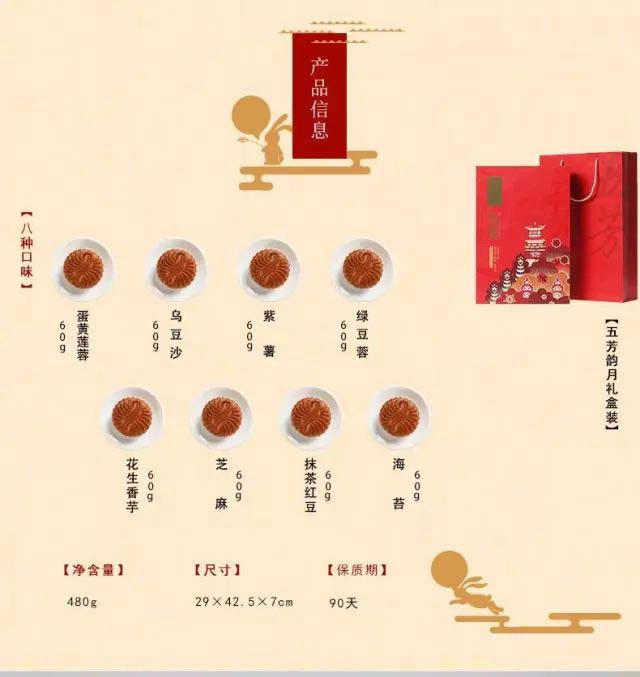 产品信息
【八种口味】
蛋黄莲蓉 60g
乌豆沙 60g
紫薯 60g
绿豆蓉 60g
【五芳韵月礼盒装】
花生香芋 60g
芝麻 60g
抹茶红豆 60g
海苔 60g
【净含量】 【尺寸】 【保质期】
480g 29×42.5×7cm 90天